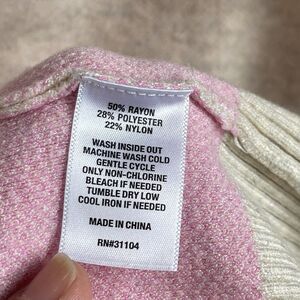 50% RAYON
28% POLYESTER
22% NYLON
WASH INSIDE OUT
MACHINE WASH COLD
GENTLE CYCLE
ONLY NON-CHLORINE
BLEACH IF NEEDED
TUMBLE DRY LOW
COOL IRON IF NEEDED
MADE IN CHINA
RN#31104